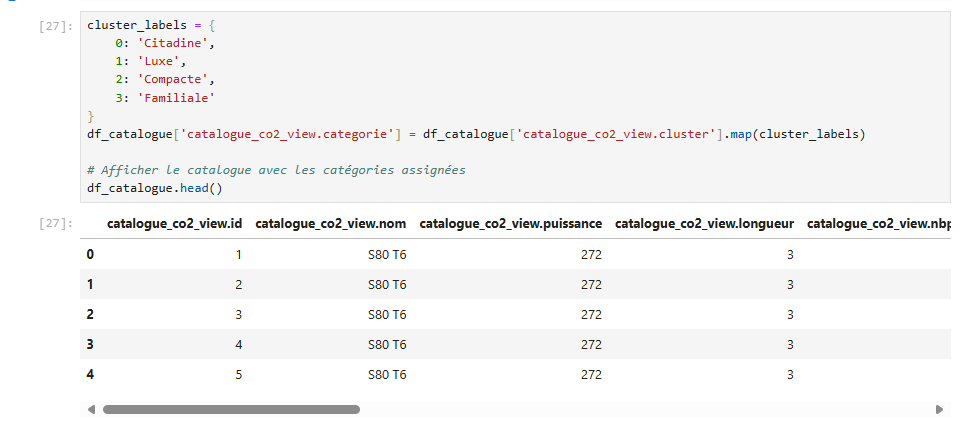 [27]:
cluster_labels = {
0: 'Citadine',
1: 'Luxe',
2: 'Compacte',
3: 'Familiale'
}
df_catalogue['catalogue_co2_view.categorie'] = df_catalogue['catalogue_co2_view.cluster'].map(cluster_labels)
# Afficher le catalogue avec les catégories assignées
df_catalogue.head()
[27]:
catalogue_co2_view.id catalogue_co2_view.nom catalogue_co2_view.puissance catalogue_co2_view.longueur catalogue_co2_view.nbp
0 1 S80 T6 272 3
1 2 S80 T6 272 3
2 3 S80 T6 272 3
3 4 S80 T6 272 3
4 5 S80 T6 272 3